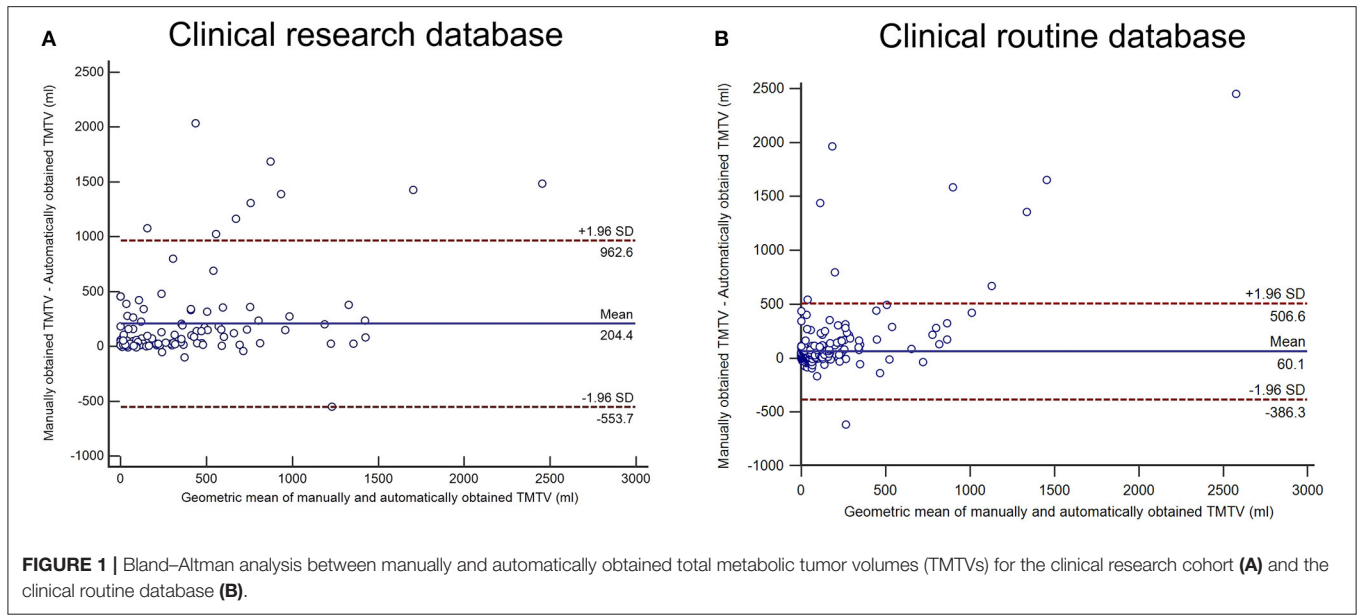 A
Clinical research database
Manually obtained TMTV - Automatically obtained TMTV (ml)
2500
2000
1500
1000
500
0
-500
-1000
+1.96 SD
962.6
Mean
204.4
-1.96 SD
-553.7
0 500 1000 1500 2000 2500 3000
Geometric mean of manually and automatically obtained TMTV (ml)
B
Clinical routine database
Manually obtained TMTV - Automatically obtained TMTV (ml)
2500
2000
1500
1000
500
0
-500
-1000
+1.96 SD
506.6
Mean
60.1
-1.96 SD
-386.3
0 500 1000 1500 2000 2500 3000
Geometric mean of manually and automatically obtained TMTV (ml)
FIGURE 1 | Bland–Altman analysis between manually and automatically obtained total metabolic tumor volumes (TMTVs) for the clinical research cohort (A) and the
clinical routine database (B).